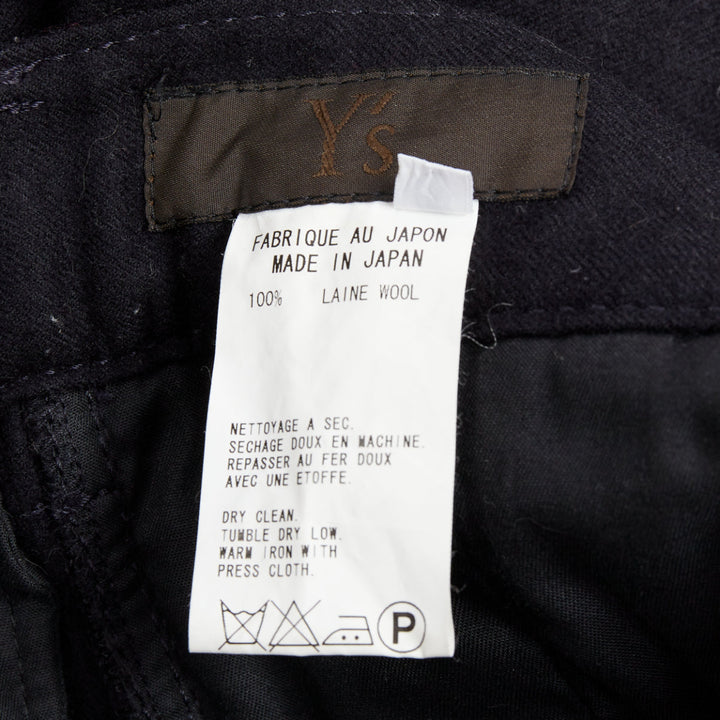 Y's
FABRIQUE AU JAPON
MADE IN JAPAN
100% LAINE WOOL
NETTOYAGE A SEC.
SECHAGE DOUX EN MACHINE.
REPASSER AU FER DOUX
AVEC UNE ETOFFE.
DRY CLEAN.
TUMBLE DRY LOW.
WARM IRON WITH
PRESS CLOTH.
P